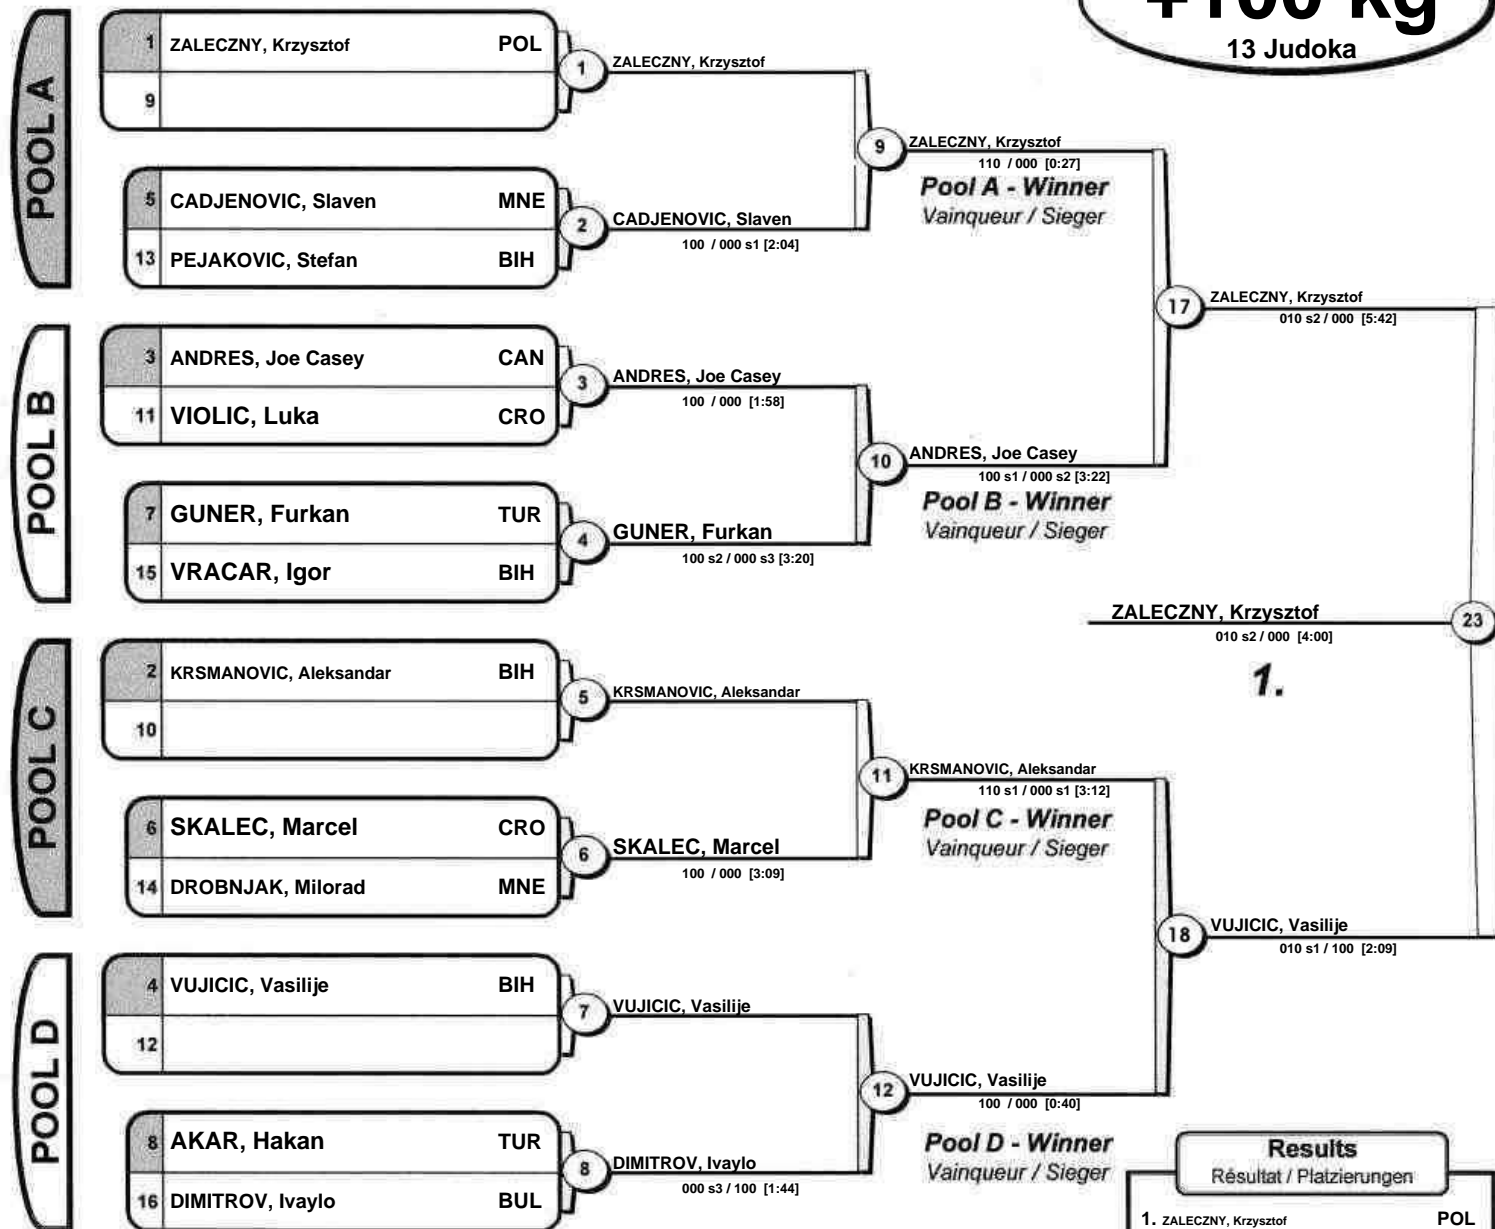 +100 kg
13 Judoka
POOL A
1 ZALECZNY, Krzysztof POL
9
5 CADJENOVIC, Slaven MNE
13 PEJAKOVIC, Stefan BIH
POOL B
3 ANDRES, Joe Casey CAN
11 VIOLIC, Luka CRO
7 GUNER, Furkan TUR
15 VRACAR, Igor BIH
POOL C
2 KRSMANOVIC, Aleksandar BIH
10
6 SKALEC, Marcel CRO
14 DROBNJAK, Milorad MNE
POOL D
4 VUJICIC, Vasilije BIH
12
8 AKAR, Hakan TUR
16 DIMITROV, Ivaylo BUL
1 ZALECZNY, Krzysztof
2 CADJENOVIC, Slaven
100 / 000 s1 [2:04]
3 ANDRES, Joe Casey
100 / 000 [1:58]
4 GUNER, Furkan
100 s2 / 000 s3 [3:20]
5 KRSMANOVIC, Aleksandar
6 SKALEC, Marcel
100 / 000 [3:09]
7 VUJICIC, Vasilije
8 DIMITROV, Ivaylo
000 s3 / 100 [1:44]
9 ZALECZNY, Krzysztof
110 / 000 [0:27]
Pool A - Winner
Vainqueur / Sieger
10 ANDRES, Joe Casey
100 s1 / 000 s2 [3:22]
Pool B - Winner
Vainqueur / Sieger
11 KRSMANOVIC, Aleksandar
110 s1 / 000 s1 [3:12]
Pool C - Winner
Vainqueur / Sieger
12 VUJICIC, Vasilije
100 / 000 [0:40]
Pool D - Winner
Vainqueur / Sieger
17 ZALECZNY, Krzysztof
010 s2 / 000 [5:42]
18 VUJICIC, Vasilije
010 s1 / 100 [2:09]
ZALECZNY, Krzysztof 23
010 s2 / 000 [4:00]
1.
Results
Résultat / Platzierungen
1. ZALECZNY, Krzysztof POL